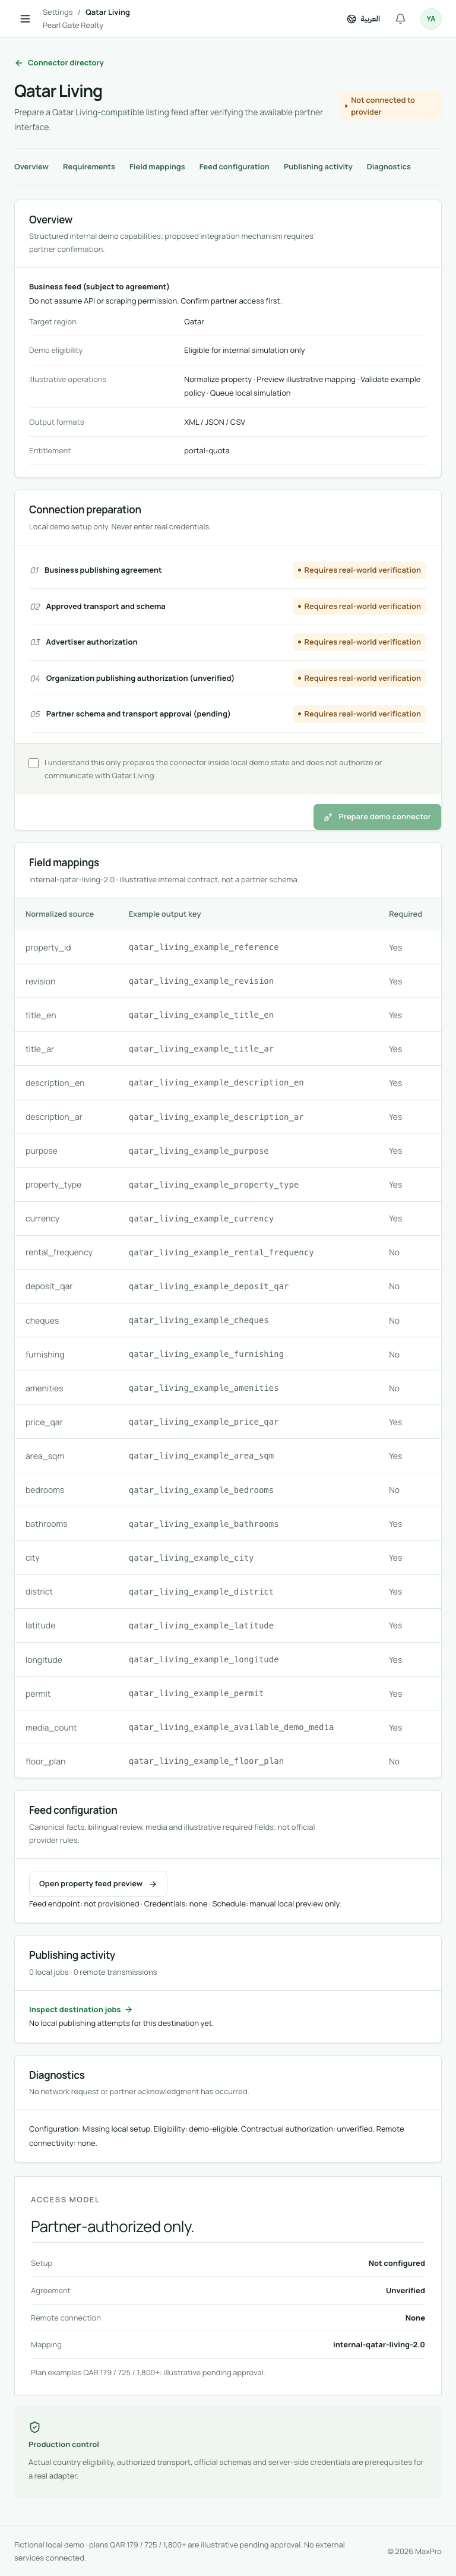 Settings / Qatar Living
Pearl Gate Realty
العربية
YA
Connector directory
Qatar Living
Prepare a Qatar Living-compatible listing feed after verifying the available partner
interface.
Not connected to
provider
Overview Requirements Field mappings Feed configuration Publishing activity Diagnostics
Overview
Structured internal demo capabilities; proposed integration mechanism requires
partner confirmation.
Business feed (subject to agreement)
Do not assume API or scraping permission. Confirm partner access first.
Target region Qatar
Demo eligibility Eligible for internal simulation only
Illustrative operations Normalize property · Preview illustrative mapping · Validate example
policy · Queue local simulation
Output formats XML / JSON / CSV
Entitlement portal-quota
Connection preparation
Local demo setup only. Never enter real credentials.
01 Business publishing agreement Requires real-world verification
02 Approved transport and schema Requires real-world verification
03 Advertiser authorization Requires real-world verification
04 Organization publishing authorization (unverified) Requires real-world verification
05 Partner schema and transport approval (pending) Requires real-world verification
I understand this only prepares the connector inside local demo state and does not authorize or
communicate with Qatar Living.
Prepare demo connector
Field mappings
internal-qatar-living-2.0 · illustrative internal contract, not a partner schema.
Normalized source Example output key Required
property_id qatar_living_example_reference Yes
revision qatar_living_example_revision Yes
title_en qatar_living_example_title_en Yes
title_ar qatar_living_example_title_ar Yes
description_en qatar_living_example_description_en Yes
description_ar qatar_living_example_description_ar Yes
purpose qatar_living_example_purpose Yes
property_type qatar_living_example_property_type Yes
currency qatar_living_example_currency Yes
rental_frequency qatar_living_example_rental_frequency No
deposit_qar qatar_living_example_deposit_qar No
cheques qatar_living_example_cheques No
furnishing qatar_living_example_furnishing No
amenities qatar_living_example_amenities No
price_qar qatar_living_example_price_qar Yes
area_sqm qatar_living_example_area_sqm Yes
bedrooms qatar_living_example_bedrooms No
bathrooms qatar_living_example_bathrooms Yes
city qatar_living_example_city Yes
district qatar_living_example_district Yes
latitude qatar_living_example_latitude Yes
longitude qatar_living_example_longitude Yes
permit qatar_living_example_permit Yes
media_count qatar_living_example_available_demo_media Yes
floor_plan qatar_living_example_floor_plan No
Feed configuration
Canonical facts, bilingual review, media and illustrative required fields; not official
provider rules.
Open property feed preview
Feed endpoint: not provisioned · Credentials: none · Schedule: manual local preview only.
Publishing activity
0 local jobs · 0 remote transmissions
Inspect destination jobs
No local publishing attempts for this destination yet.
Diagnostics
No network request or partner acknowledgment has occurred.
Configuration: Missing local setup. Eligibility: demo-eligible. Contractual authorization: unverified. Remote
connectivity: none.
ACCESS MODEL
Partner-authorized only.
Setup Not configured
Agreement Unverified
Remote connection None
Mapping internal-qatar-living-2.0
Plan examples QAR 179 / 725 / 1,800+: illustrative pending approval.
Production control
Actual country eligibility, authorized transport, official schemas and server-side credentials are prerequisites for
a real adapter.
Fictional local demo · plans QAR 179 / 725 / 1,800+ are illustrative pending approval. No external
services connected.
© 2026 MaxPro